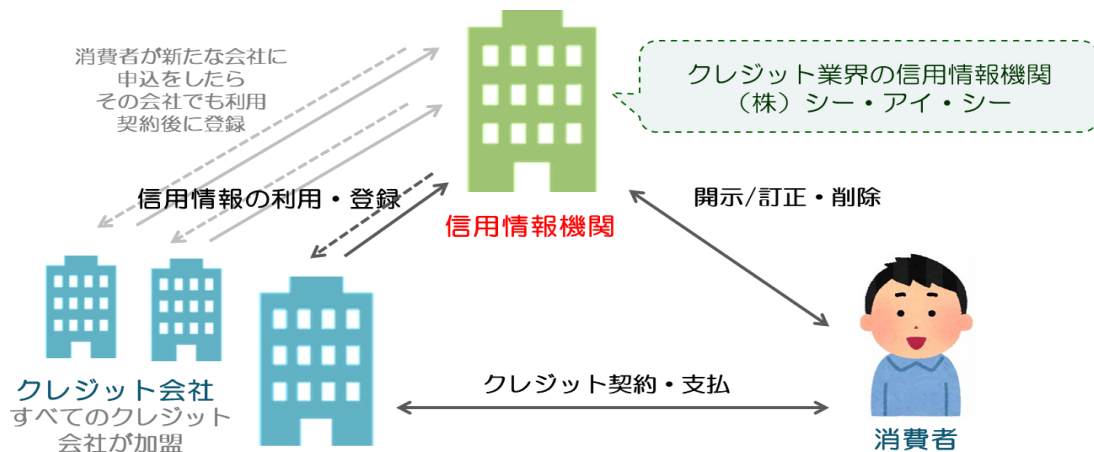 消費者が新たな会社に
申込をしたら
その会社でも利用
契約後に登録
クレジット業界の信用情報機関
（株）シー・アイ・シー
信用情報の利用・登録
開示/訂正・削除
信用情報機関
クレジット会社
すべてのクレジット
会社が加盟
クレジット契約・支払
消費者